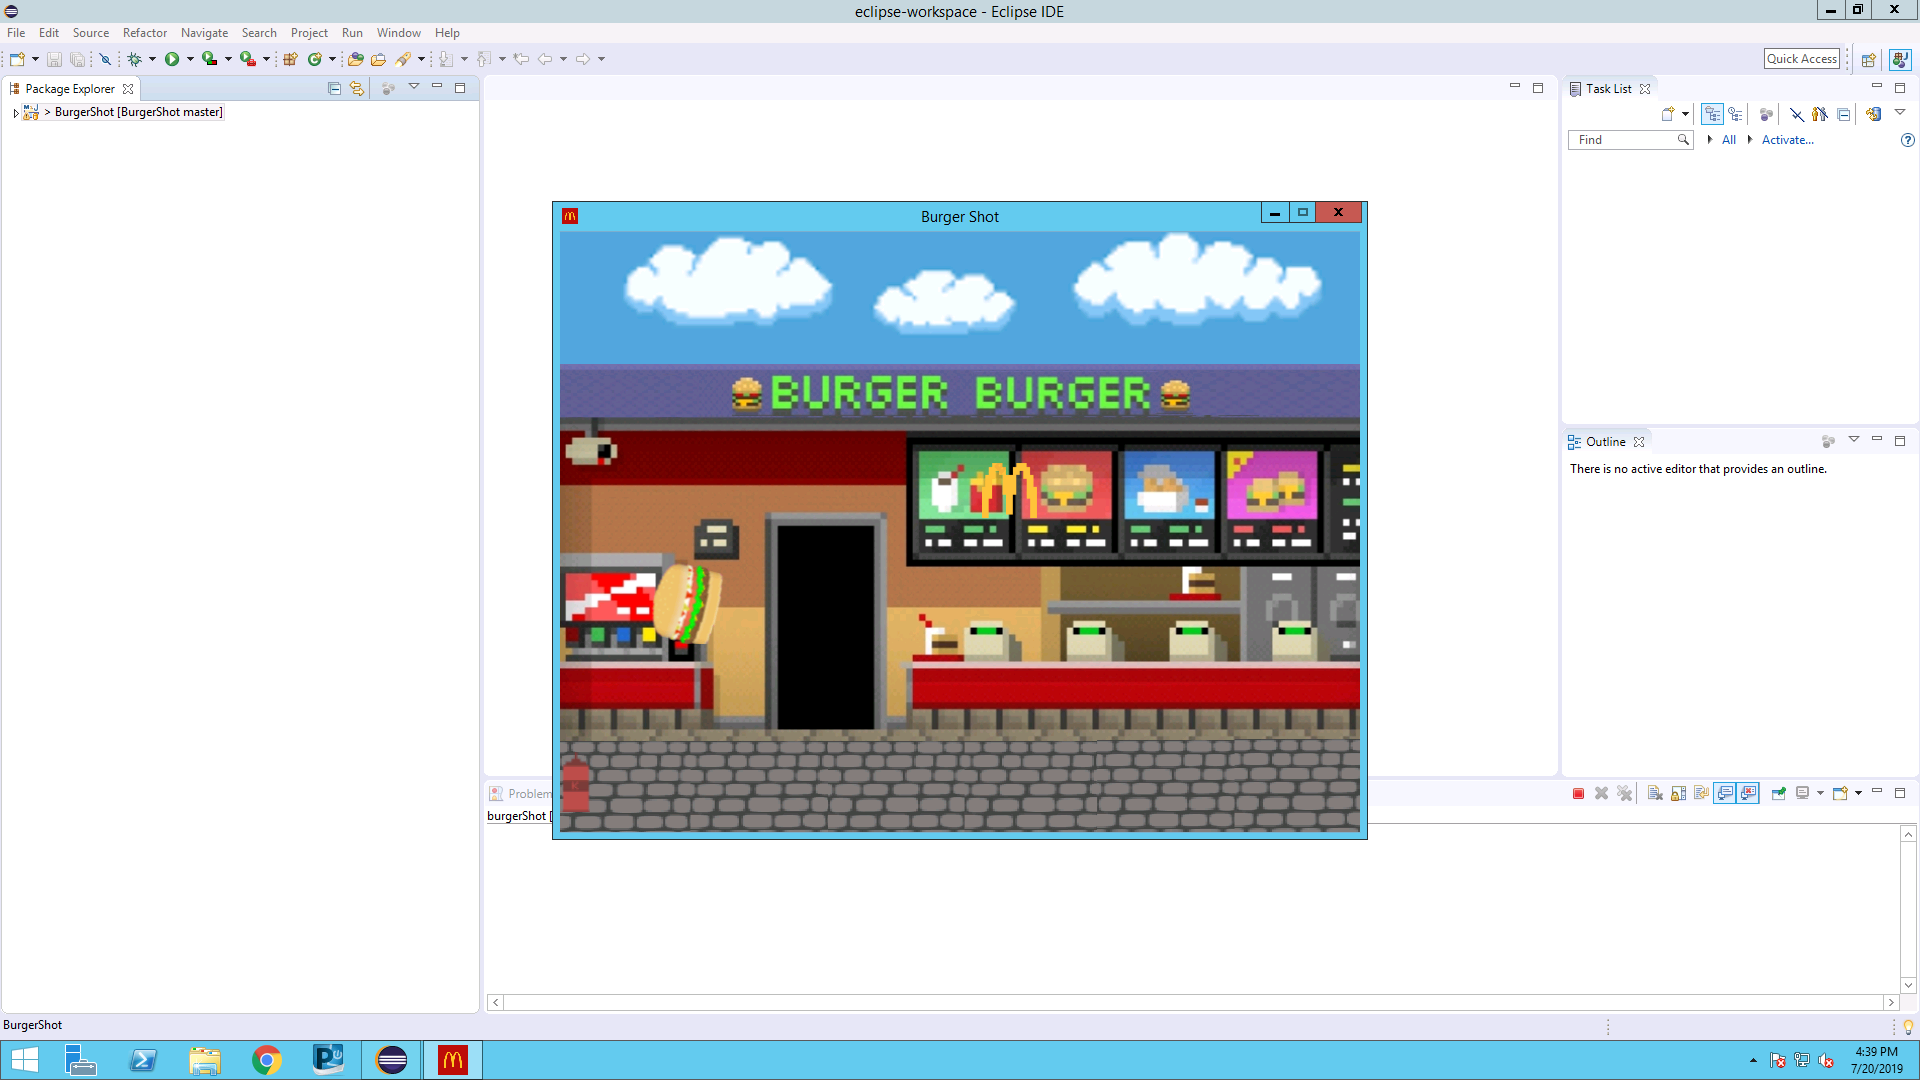 eclipse-workspace - Eclipse IDE
File Edit Source Refactor Navigate Search Project Run Window Help
Quick Access
Package Explorer
> BurgerShot [BurgerShot master]
Task List
Find
All
Activate...
Burger Shot
BURGER BURGER
Outline
There is no active editor that provides an outline.
Problem
burgerShot [
BurgerShot
4:39 PM
7/20/2019